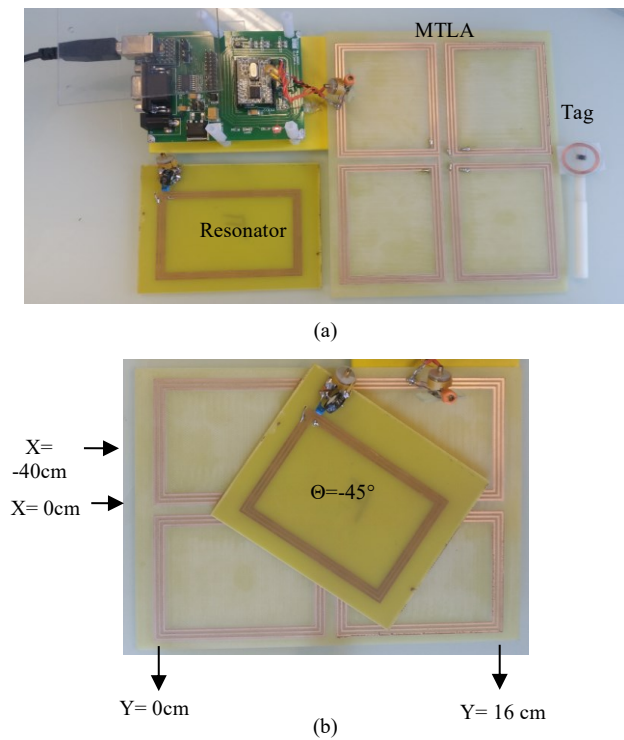 MTLA
Tag
Resonator
(a)
X=
-40cm
Θ=-45°
X= 0cm
Y= 0cm
Y= 16 cm
(b)